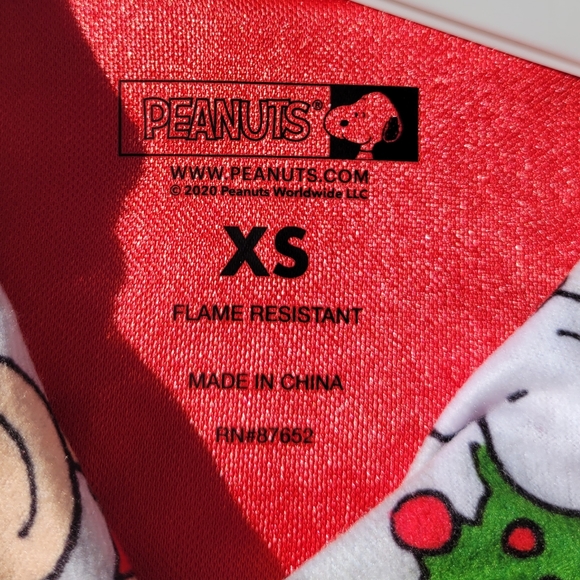 PEANUTS®
WWW.PEANUTS.COM
© 2020 Peanuts Worldwide LLC
XS
FLAME RESISTANT
MADE IN CHINA
RN#87652